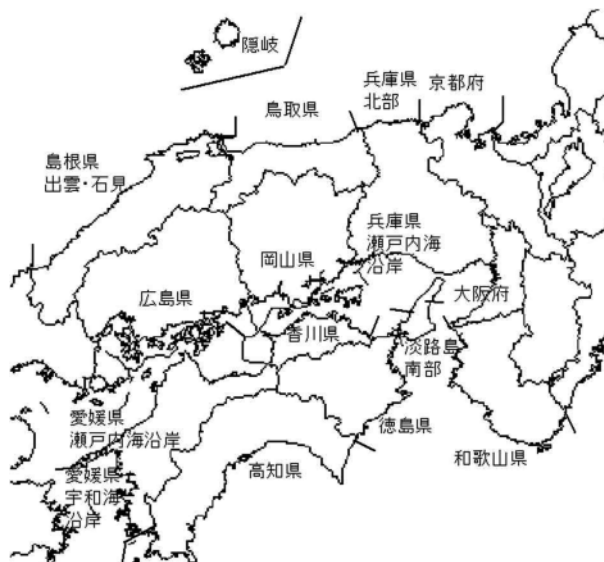 隠岐
兵庫県
北部
京都府
鳥取県
島根県
出雲・石見
兵庫県
瀬戸内海
沿岸
岡山県
広島県
大阪府
香川県
淡路島
南部
愛媛県
瀬戸内海沿岸
徳島県
和歌山県
高知県
愛媛県
宇和海
沿岸